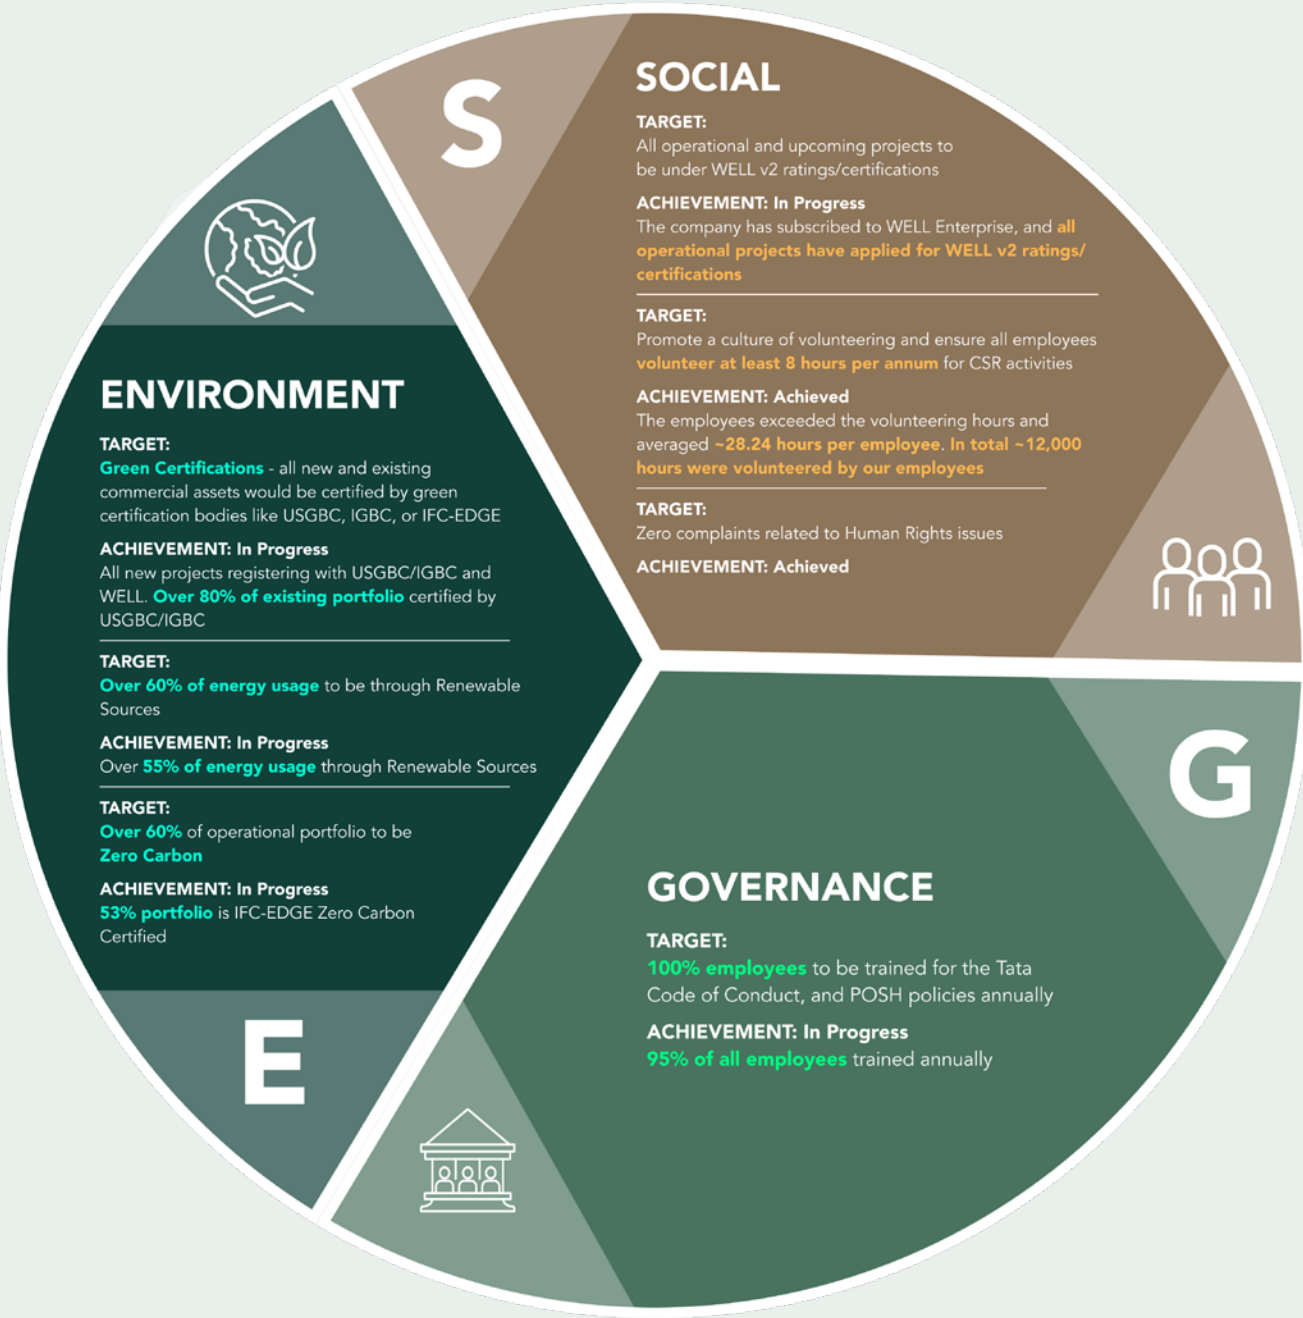 S
SOCIAL
TARGET:
All operational and upcoming projects to
be under WELL v2 ratings/certifications
ACHIEVEMENT: In Progress
The company has subscribed to WELL Enterprise, and all
operational projects have applied for WELL v2 ratings/
certifications
TARGET:
Promote a culture of volunteering and ensure all employees
volunteer at least 8 hours per annum for CSR activities
ACHIEVEMENT: Achieved
The employees exceeded the volunteering hours and
averaged ~28.24 hours per employee. In total ~12,000
hours were volunteered by our employees
TARGET:
Zero complaints related to Human Rights issues
ACHIEVEMENT: Achieved
ENVIRONMENT
TARGET:
Green Certifications - all new and existing
commercial assets would be certified by green
certification bodies like USGBC, IGBC, or IFC-EDGE
ACHIEVEMENT: In Progress
All new projects registering with USGBC/IGBC and
WELL. Over 80% of existing portfolio certified by
USGBC/IGBC
TARGET:
Over 60% of energy usage to be through Renewable
Sources
ACHIEVEMENT: In Progress
Over 55% of energy usage through Renewable Sources
TARGET:
Over 60% of operational portfolio to be
Zero Carbon
ACHIEVEMENT: In Progress
53% portfolio is IFC-EDGE Zero Carbon
Certified
E
G
GOVERNANCE
TARGET:
100% employees to be trained for the Tata
Code of Conduct, and POSH policies annually
ACHIEVEMENT: In Progress
95% of all employees trained annually